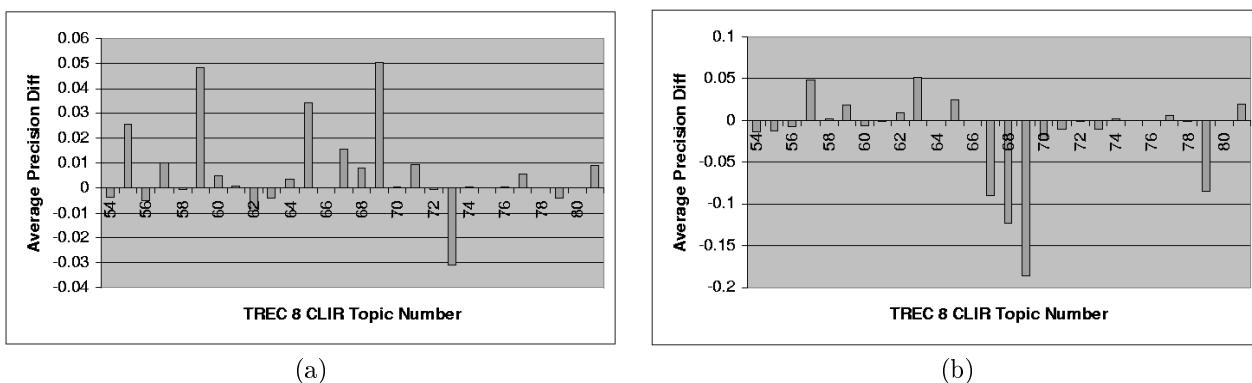 0.06
0.05
0.04
0.03
0.02
0.01
0
-0.01
-0.02
-0.03
-0.04
Average Precision Diff
54 56 58 60 62 64 66 68 70 72 74 76 78 80
TREC 8 CLIR Topic Number
(a)
0.1
0.05
0
-0.05
-0.1
-0.15
-0.2
Average Precision Diff
54 56 58 60 62 64 66 68 70 72 74 76 78 80
TREC 8 CLIR Topic Number
(b)